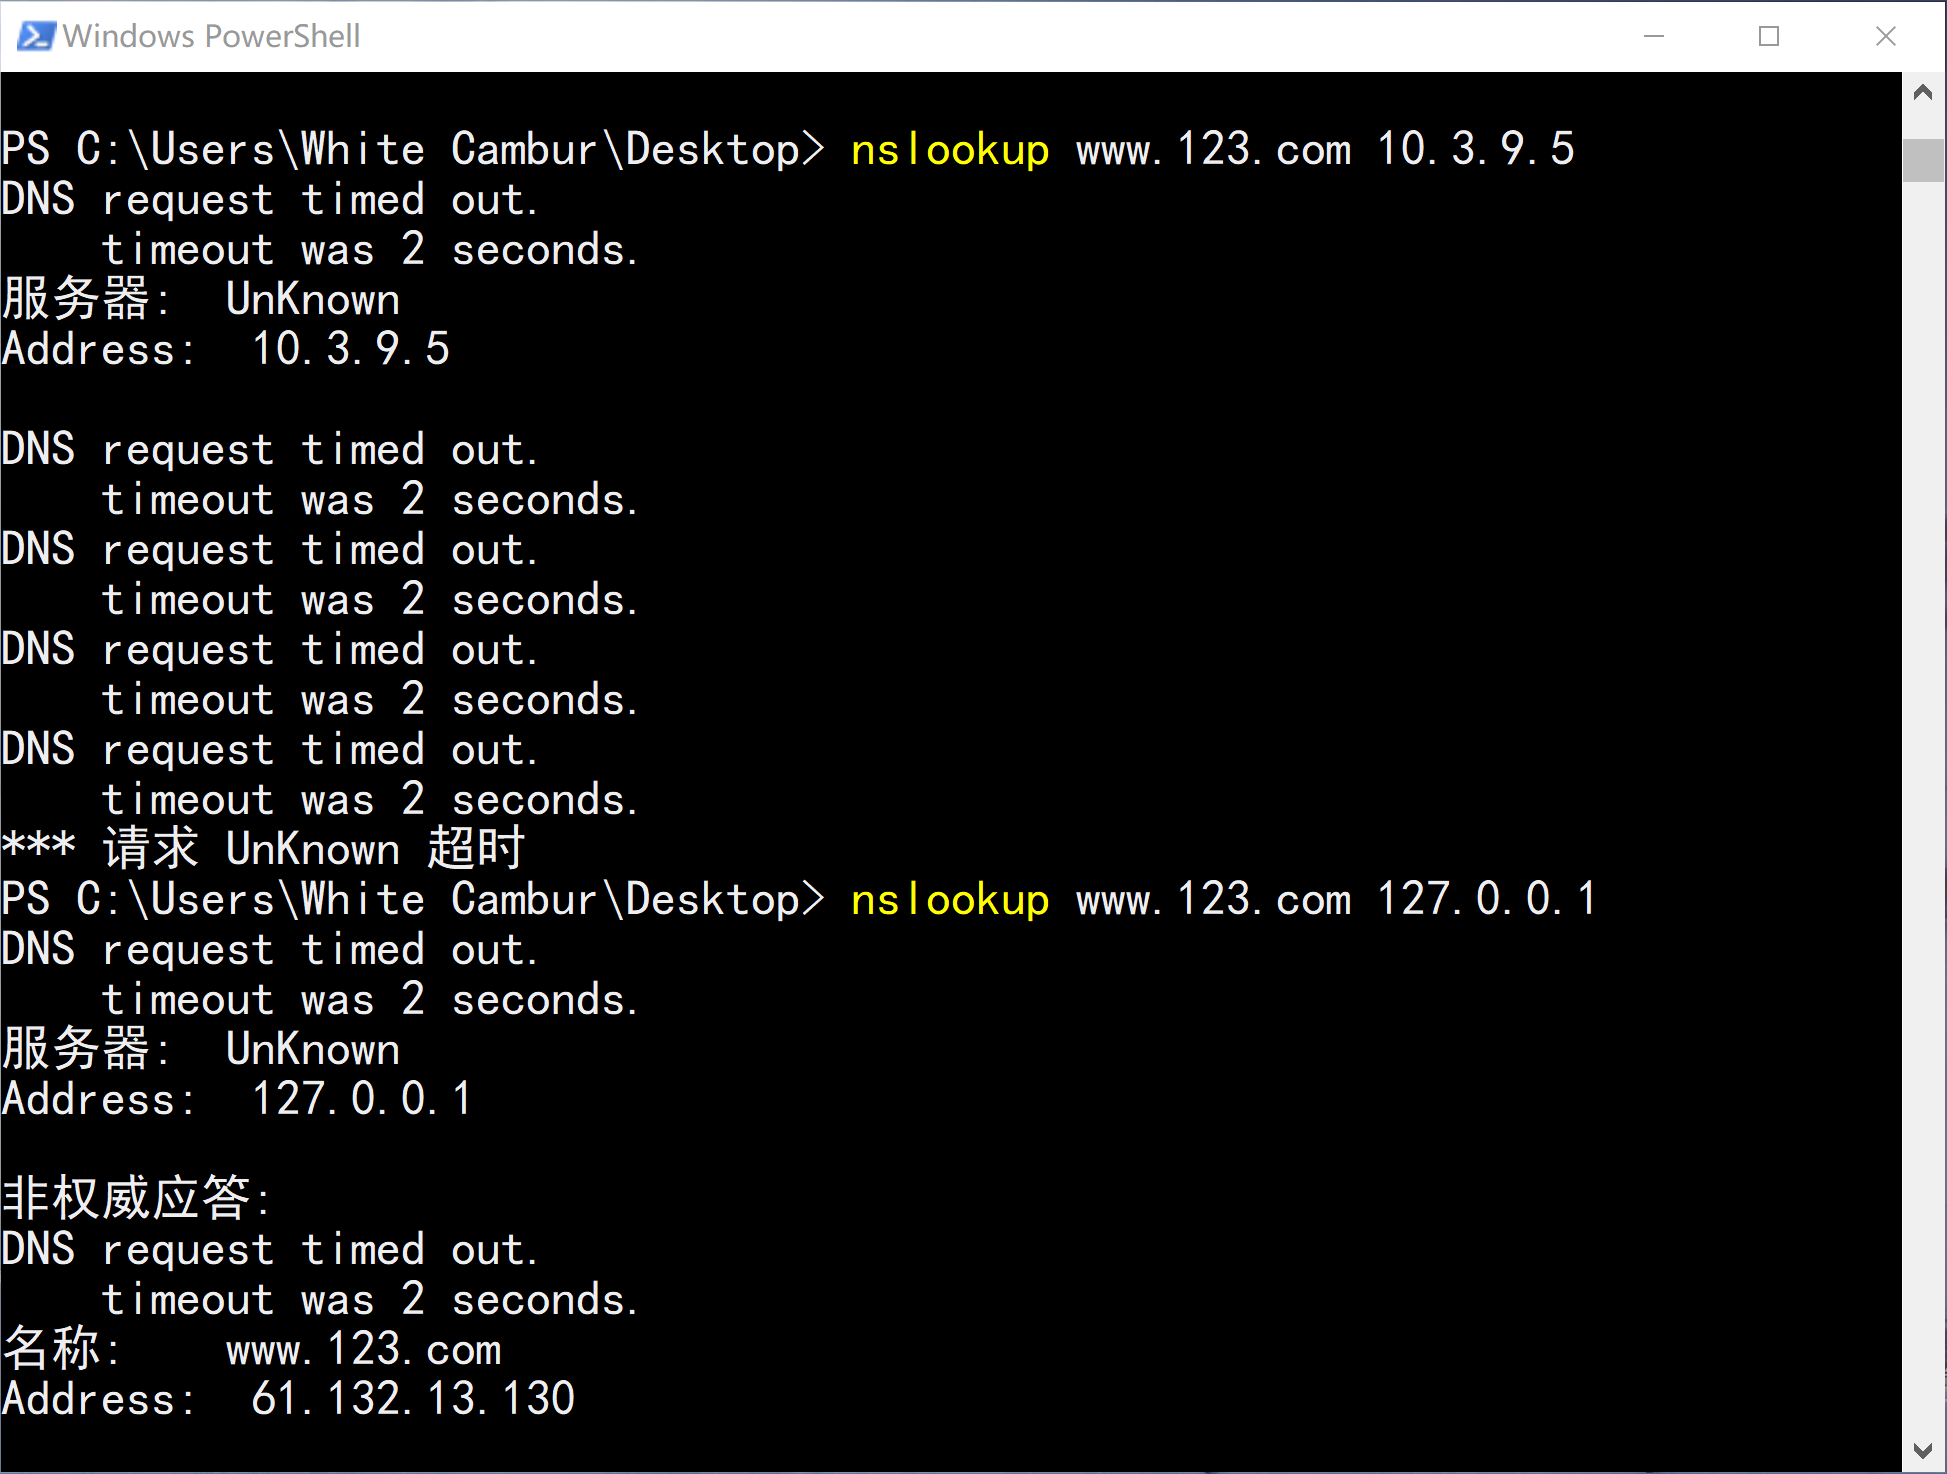 Windows PowerShell
PS C:\Users\White Cambur\Desktop> nslookup www.123.com 10.3.9.5
DNS request timed out.
    timeout was 2 seconds.
服务器:  UnKnown
Address:  10.3.9.5

DNS request timed out.
    timeout was 2 seconds.
DNS request timed out.
    timeout was 2 seconds.
DNS request timed out.
    timeout was 2 seconds.
DNS request timed out.
    timeout was 2 seconds.
*** 请求 UnKnown 超时
PS C:\Users\White Cambur\Desktop> nslookup www.123.com 127.0.0.1
DNS request timed out.
    timeout was 2 seconds.
服务器:  UnKnown
Address:  127.0.0.1

非权威应答:
DNS request timed out.
    timeout was 2 seconds.
名称:    www.123.com
Address:  61.132.13.130